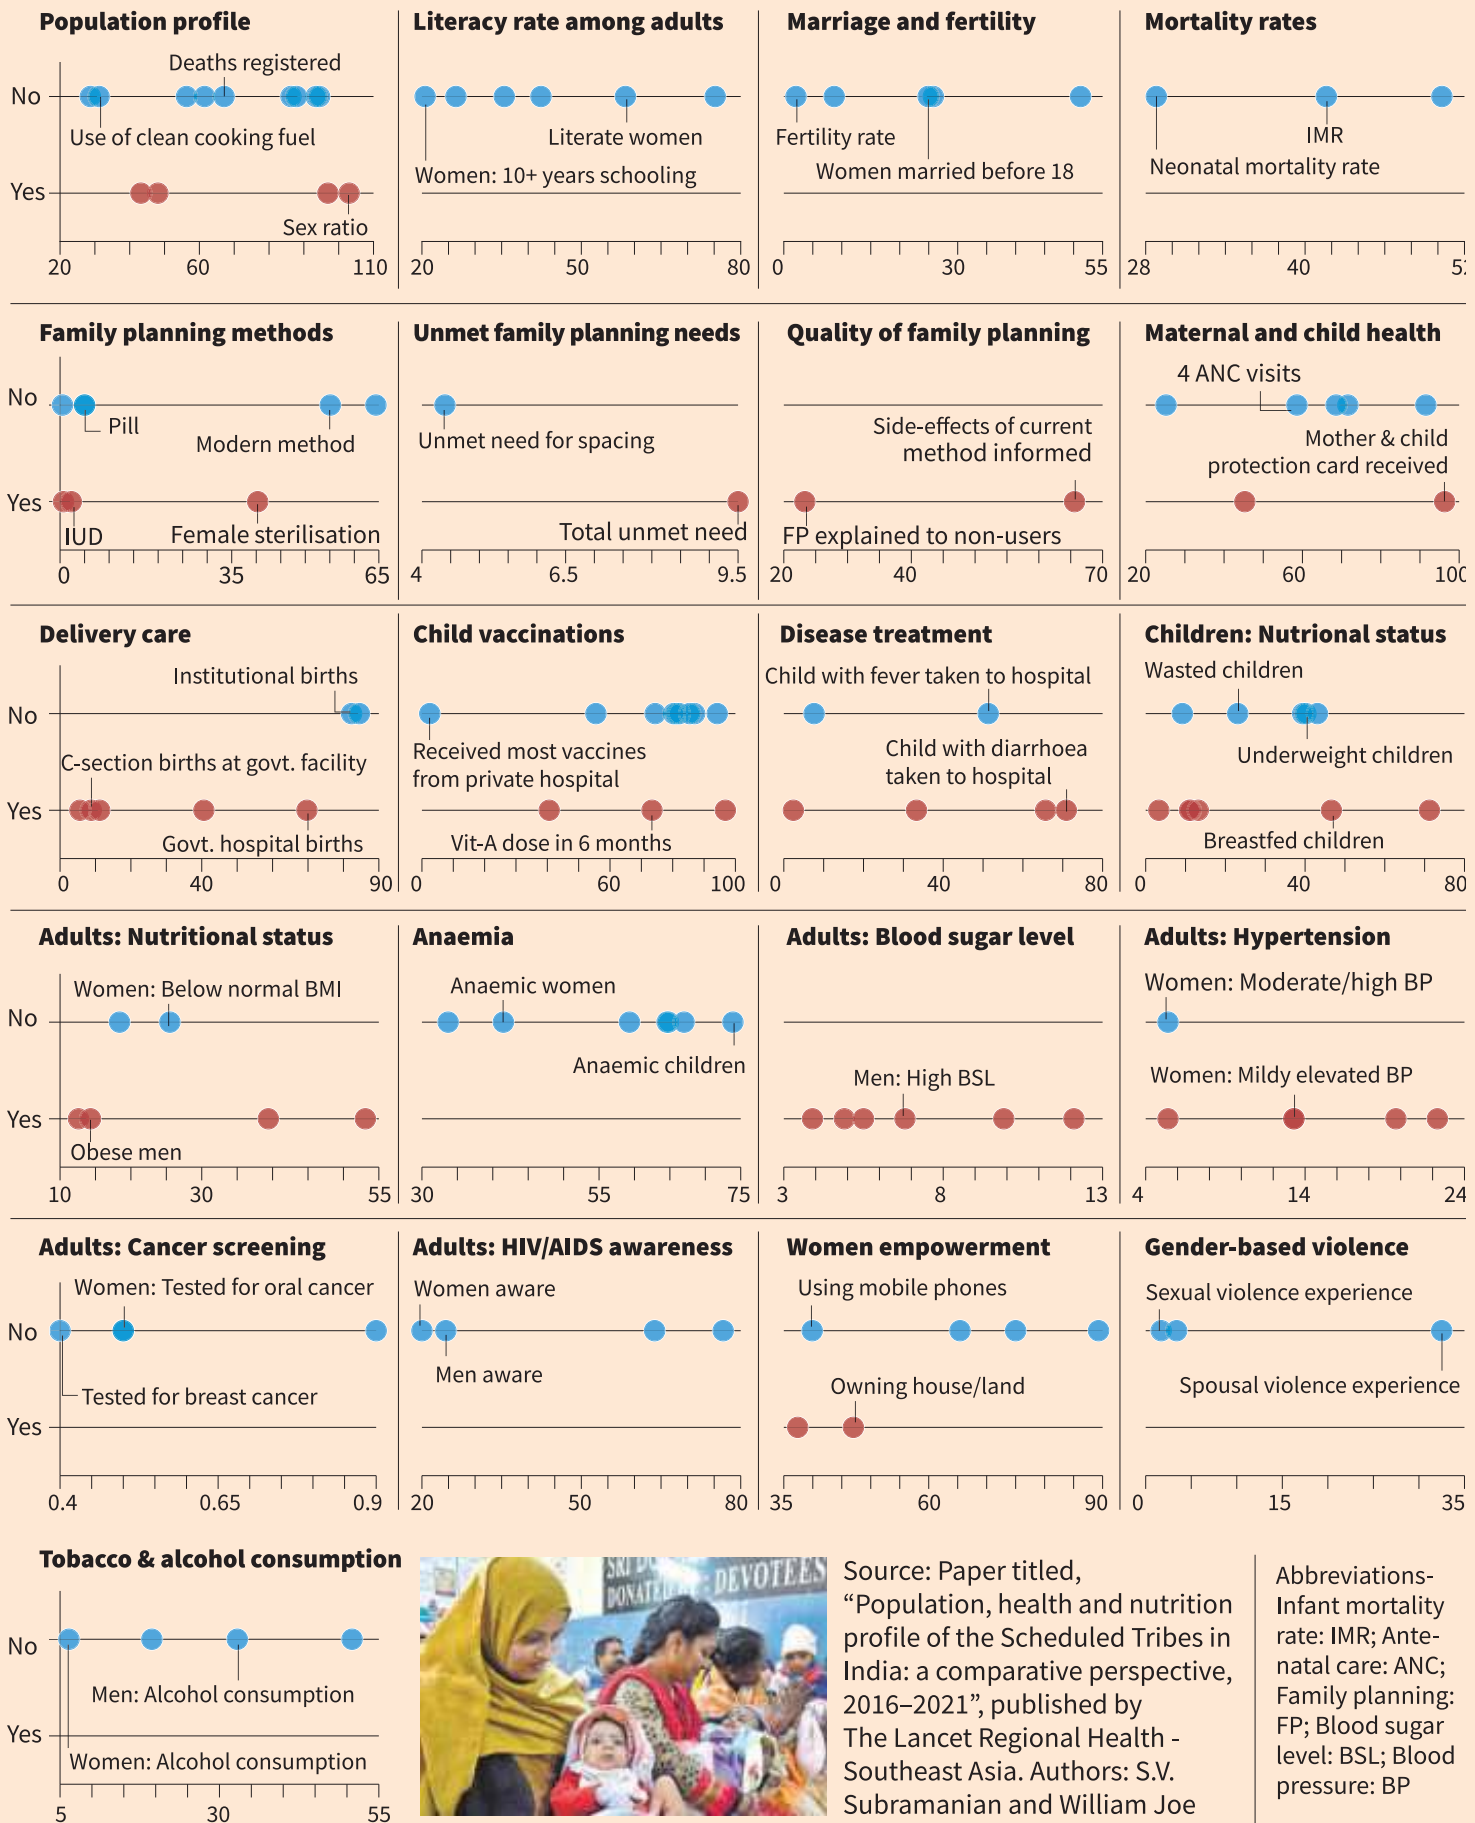 Population profile
Deaths registered
No
Use of clean cooking fuel
Yes
Sex ratio
20 60 110
Literacy rate among adults
Literate women
Women: 10+ years schooling
20 50 80
Marriage and fertility
Fertility rate
Women married before 18
0 30 55
Mortality rates
IMR
Neonatal mortality rate
28 40
Family planning methods
No
Pill
Modern method
Yes
IUD Female sterilisation
0 35 65
Unmet family planning needs
Unmet need for spacing
Total unmet need
4 6.5 9.5
Quality of family planning
Side-effects of current
method informed
FP explained to non-users
20 40 70
Maternal and child health
4 ANC visits
Mother & child
protection card received
20 60 100
Delivery care
Institutional births
No
C-section births at govt. facility
Yes
Govt. hospital births
0 40 90
Child vaccinations
Received most vaccines
from private hospital
Vit-A dose in 6 months
0 60 100
Disease treatment
Child with fever taken to hospital
Child with diarrhoea
taken to hospital
0 40 80
Children: Nutrional status
Wasted children
Underweight children
Breastfed children
0 40 80
Adults: Nutritional status
Women: Below normal BMI
No
Yes
Obese men
10 30 55
Anaemia
Anaemic women
Anaemic children
30 55 75
Adults: Blood sugar level
Men: High BSL
3 8 13
Adults: Hypertension
Women: Moderate/high BP
Women: Mildy elevated BP
4 14 24
Adults: Cancer screening
Women: Tested for oral cancer
No
Tested for breast cancer
Yes
0.4 0.65 0.9
Adults: HIV/AIDS awareness
Women aware
Men aware
20 50 80
Women empowerment
Using mobile phones
Owning house/land
35 60 90
Gender-based violence
Sexual violence experience
Spousal violence experience
0 15 35
Tobacco & alcohol consumption
No
Men: Alcohol consumption
Yes
Women: Alcohol consumption
5 30 55
DONATED
DEVOTEES
Source: Paper titled,
“Population, health and nutrition
profile of the Scheduled Tribes in
India: a comparative perspective,
2016–2021”, published by
The Lancet Regional Health -
Southeast Asia. Authors: S.V.
Subramanian and William Joe
Abbreviations-
Infant mortality
rate: IMR; Ante-
natal care: ANC;
Family planning:
FP; Blood sugar
level: BSL; Blood
pressure: BP